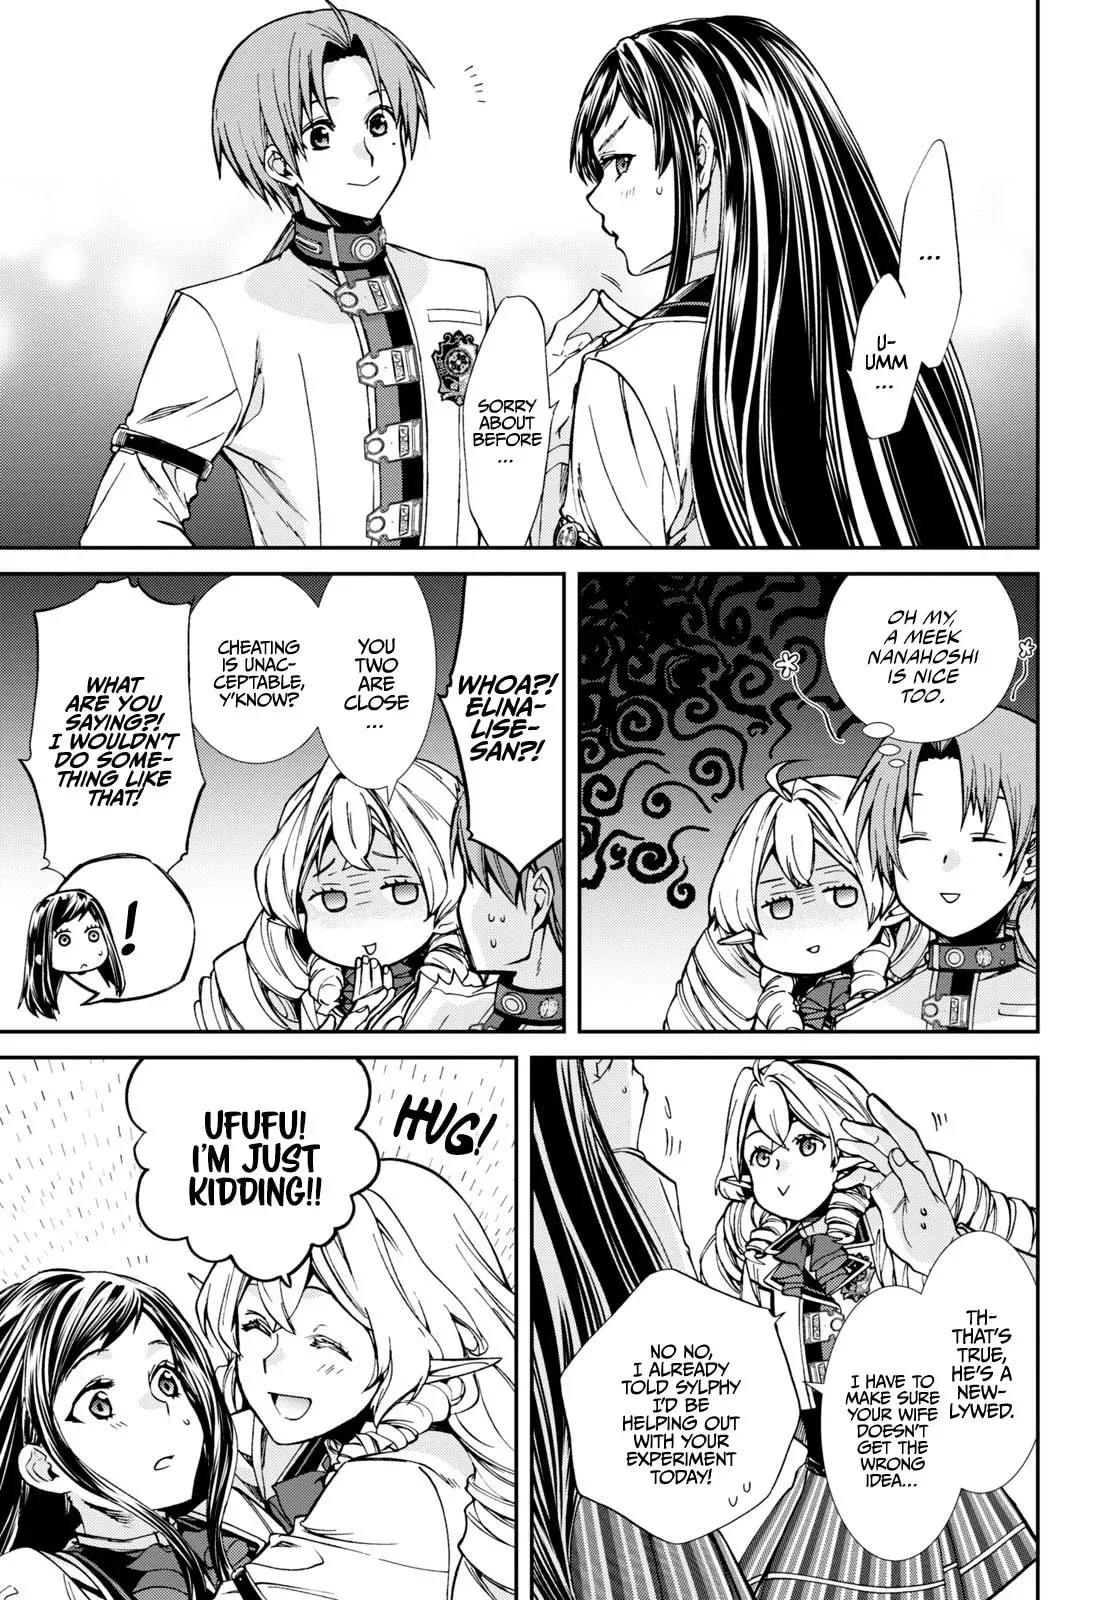 ...
U-
UMM
...
SORRY
ABOUT
BEFORE
...
OH MY,
A MEEK
NANAHOSHI
IS NICE
TOO.
WHOA?!
ELINA-
LISE-
SAN?!
YOU
TWO ARE
CLOSE
...
CHEATING
IS UNAC-
CEPTABLE,
Y'KNOW?
WHAT
ARE YOU
SAYING?!
I WOULDN'T
DO SOME-
THING LIKE
THAT!
!
TH-
THAT'S
TRUE,
HE'S A
NEW-
LYWED.
I HAVE TO
MAKE SURE
YOUR WIFE
DOESN'T
GET THE
WRONG
IDEA...
NO NO,
I ALREADY
TOLD SYLPHY
I'D BE
HELPING OUT
WITH YOUR
EXPERIMENT
TODAY!
HUG!
UFUFU!
I'M JUST
KIDDING!!